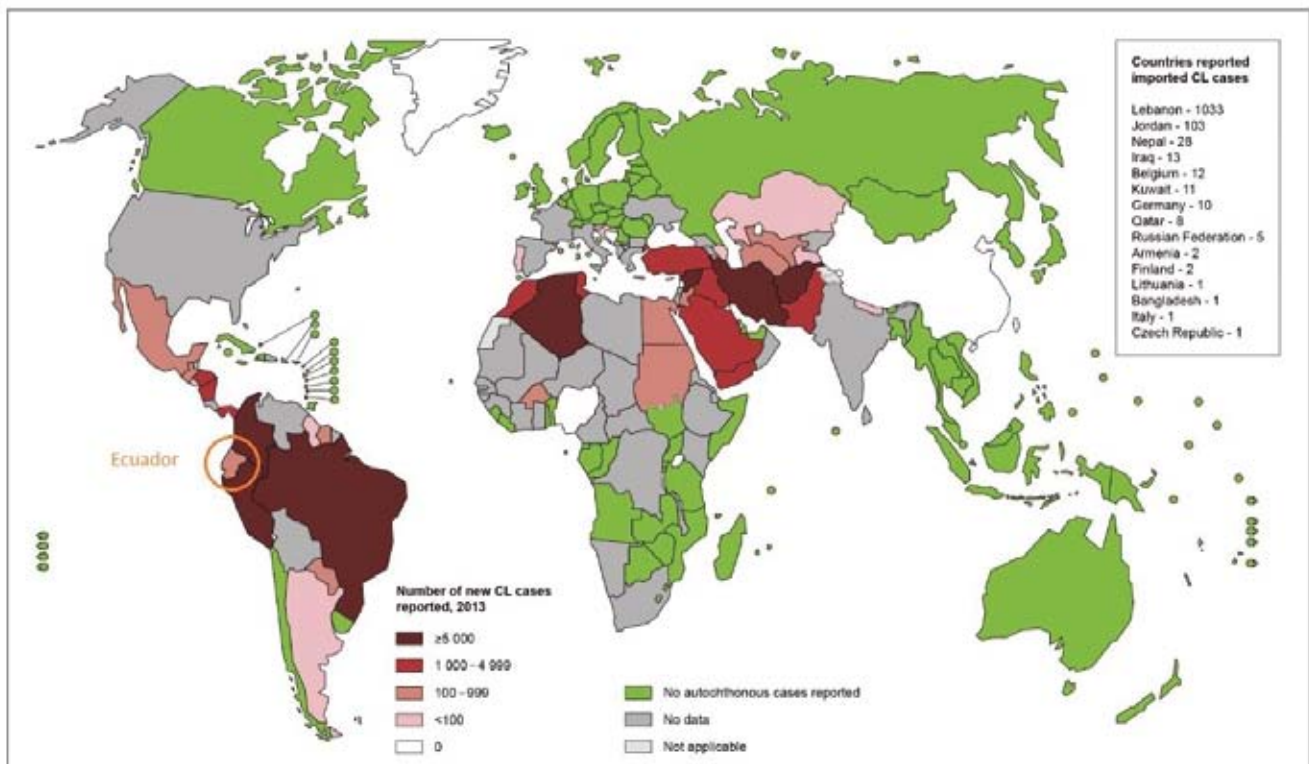 Countries reported
imported CL cases
Lebanon - 1033
Jordan - 103
Nepal - 28
Iraq - 13
Belgium - 12
Kuwait - 11
Germany - 10
Qatar - 8
Russian Federation - 5
Armenia - 2
Finland - 2
Lithuania - 1
Bangladesh - 1
Italy - 1
Czech Republic - 1
Ecuador
Number of new CL cases
reported, 2013
≥5 000
1 000 - 4 999
100 - 999
<100
0
No autochthonous cases reported
No data
Not applicable